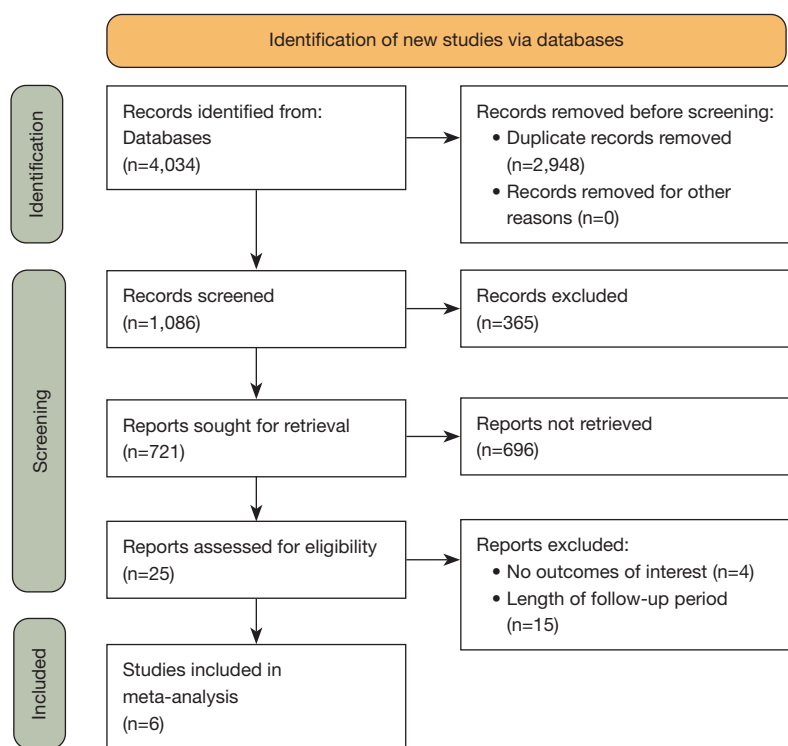 Identification of new studies via databases
Identification
Records identified from:
Databases
(n=4,034)
Records removed before screening:
• Duplicate records removed
(n=2,948)
• Records removed for other
reasons (n=0)
Screening
Records screened
(n=1,086)
Records excluded
(n=365)
Reports sought for retrieval
(n=721)
Reports not retrieved
(n=696)
Reports assessed for eligibility
(n=25)
Reports excluded:
• No outcomes of interest (n=4)
• Length of follow-up period
(n=15)
Included
Studies included in
meta-analysis
(n=6)